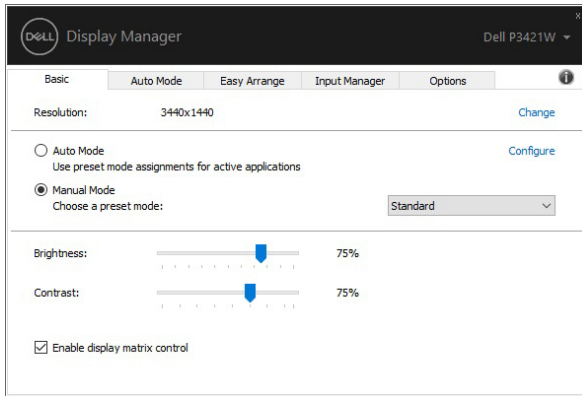 DELL Display Manager
Dell P3421W
x
Basic Auto Mode Easy Arrange Input Manager Options
i
Resolution: 3440x1440 Change
Auto Mode Configure
Use preset mode assignments for active applications
Manual Mode
Choose a preset mode: Standard
Brightness: 75%
Contrast: 75%
Enable display matrix control